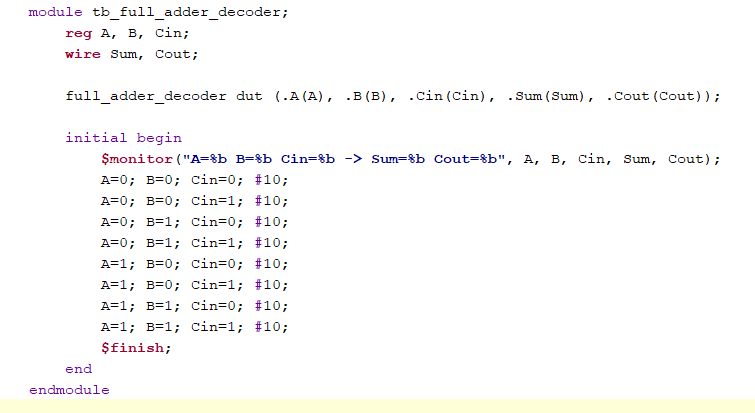 module tb_full_adder_decoder;
    reg A, B, Cin;
    wire Sum, Cout;

    full_adder_decoder dut (.A(A), .B(B), .Cin(Cin), .Sum(Sum), .Cout(Cout));

    initial begin
        $monitor("A=%b B=%b Cin=%b -> Sum=%b Cout=%b", A, B, Cin, Sum, Cout);
        A=0; B=0; Cin=0; #10;
        A=0; B=0; Cin=1; #10;
        A=0; B=1; Cin=0; #10;
        A=0; B=1; Cin=1; #10;
        A=1; B=0; Cin=0; #10;
        A=1; B=0; Cin=1; #10;
        A=1; B=1; Cin=0; #10;
        A=1; B=1; Cin=1; #10;
        $finish;
    end
endmodule